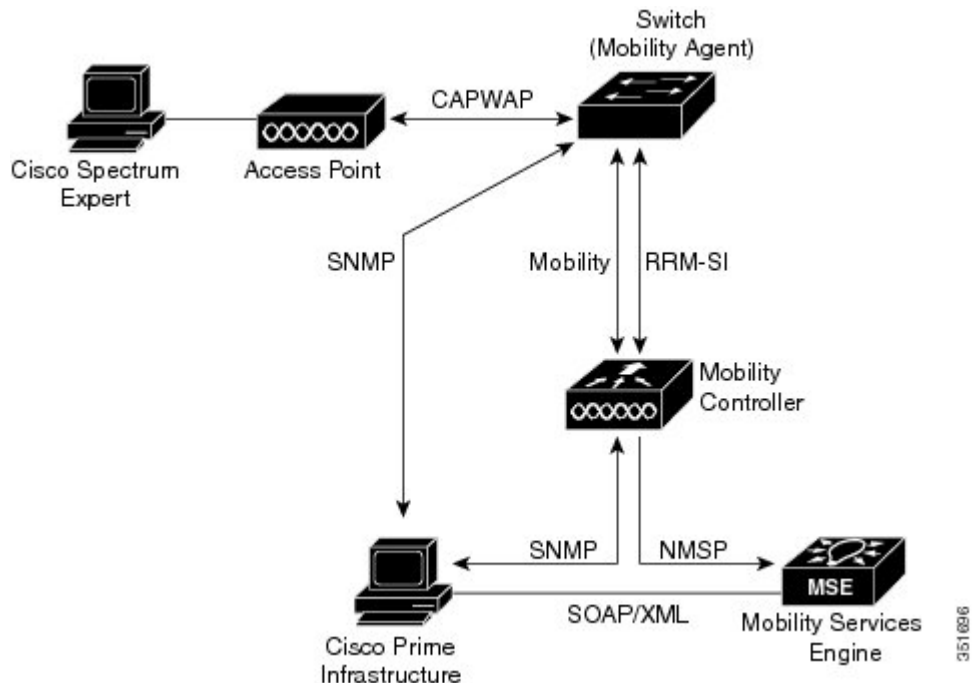 Switch
(Mobility Agent)
CAPWAP
Cisco Spectrum
Expert
Access Point
SNMP
Mobility
RRM-SI
Mobility
Controller
SNMP
NMSP
MSE
SOAP/XML
Cisco Prime
Infrastructure
Mobility Services
Engine
351696